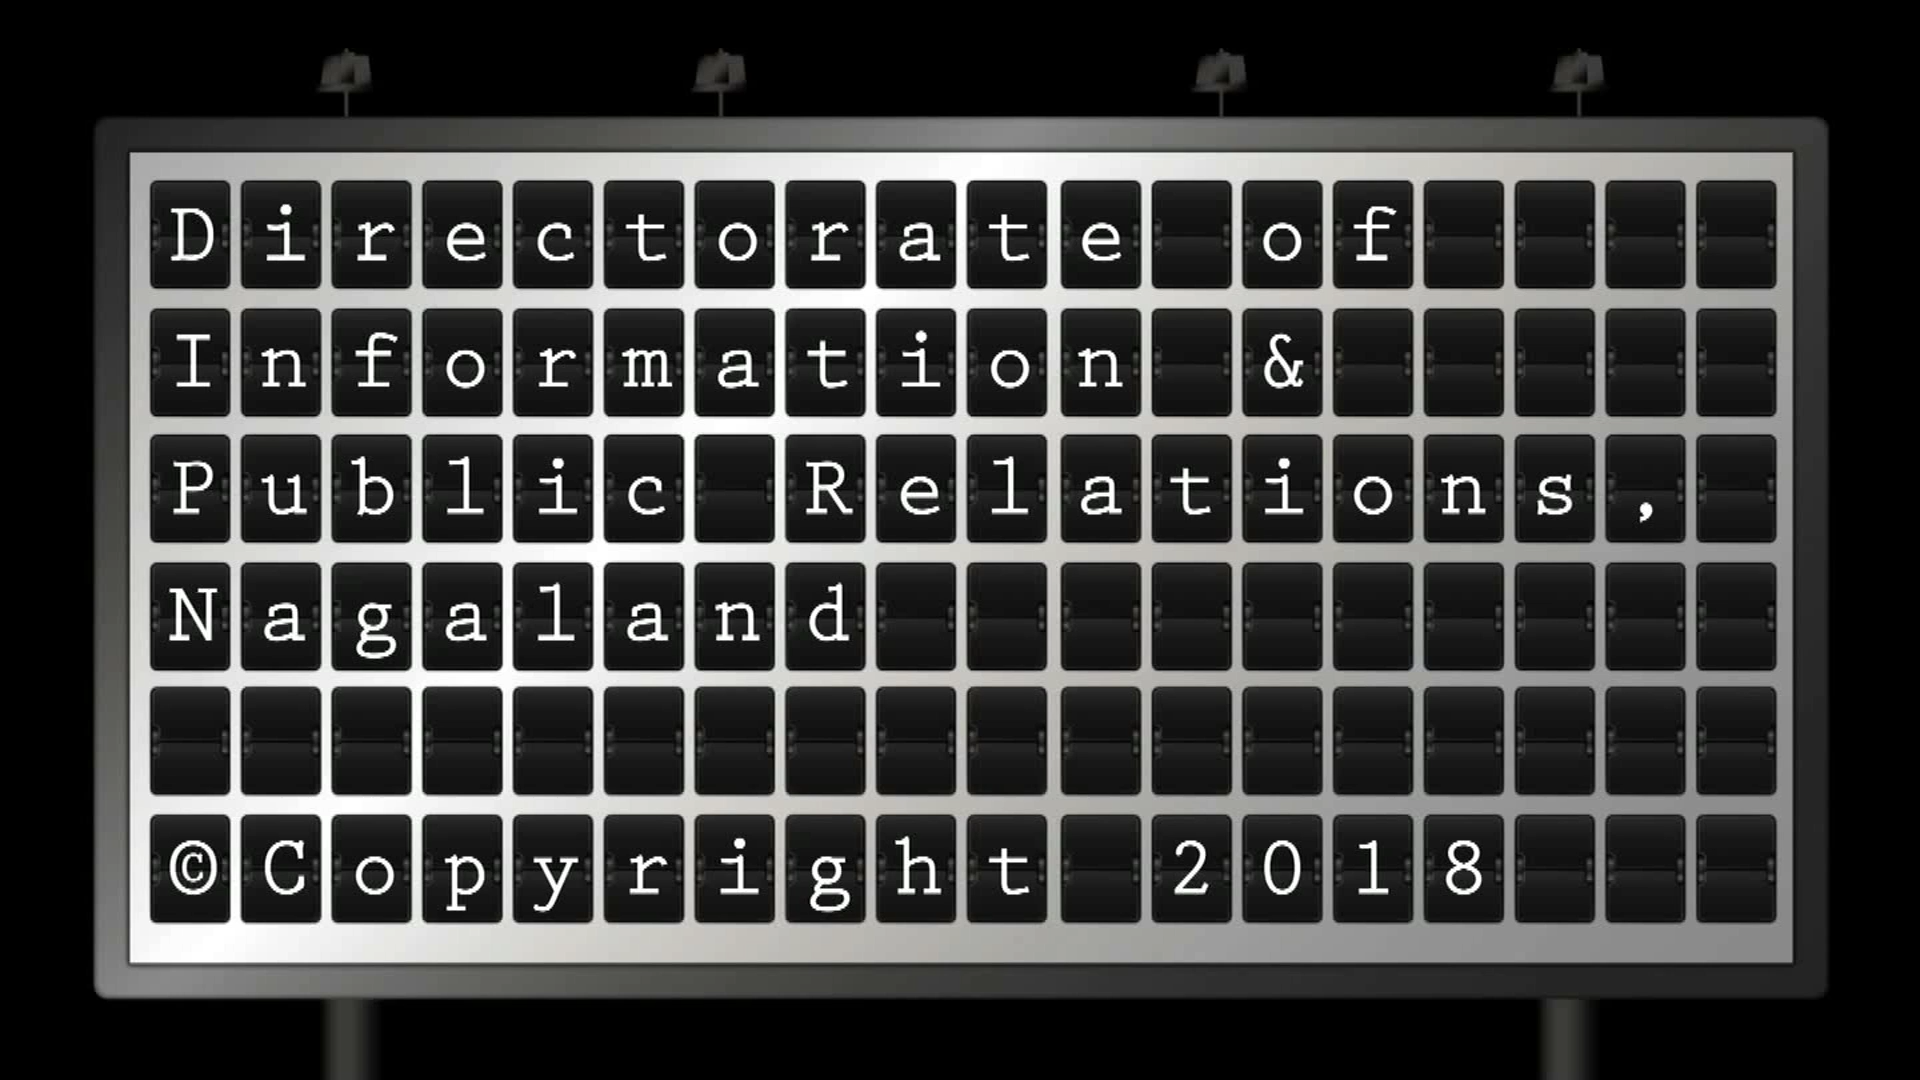 Directorate of
Information &
Public Relations,
Nagaland
©Copyright 2018